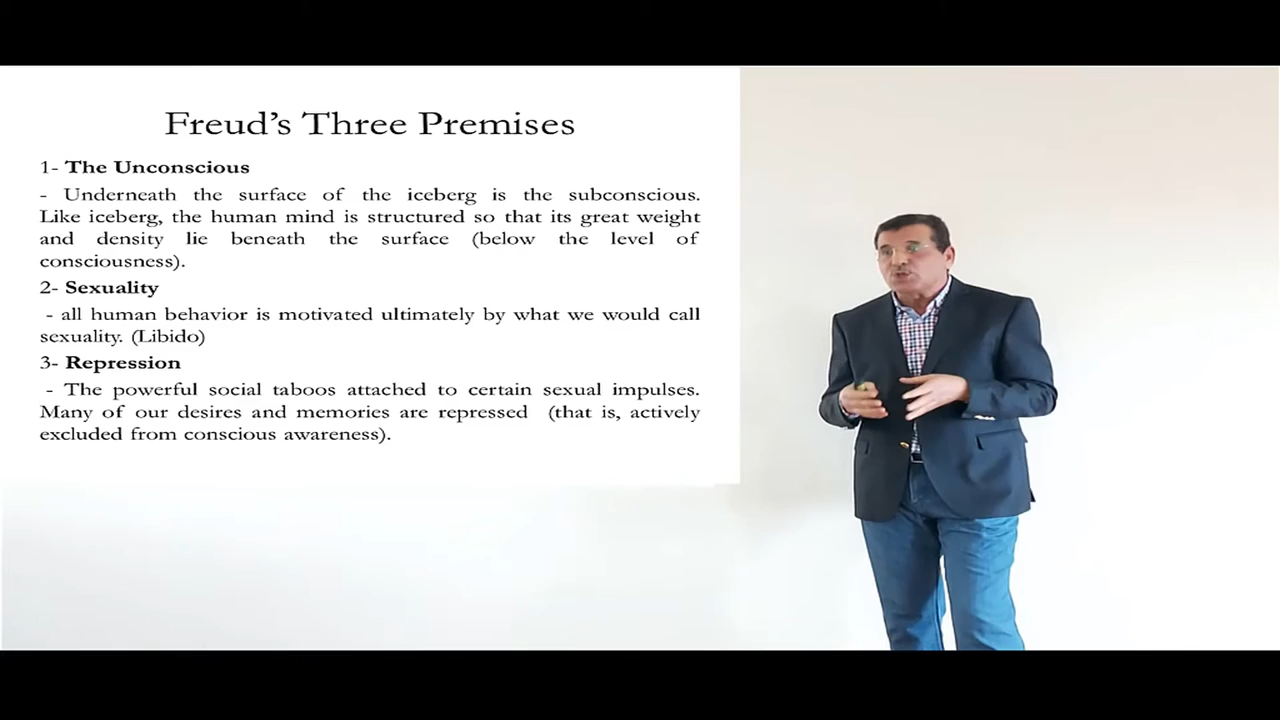 Freud's Three Premises
1- The Unconscious
- Underneath the surface of the iceberg is the subconscious.
Like iceberg, the human mind is structured so that its great weight
and density lie beneath the surface (below the level of
consciousness).
2- Sexuality
- all human behavior is motivated ultimately by what we would call
sexuality. (Libido)
3- Repression
- The powerful social taboos attached to certain sexual impulses.
Many of our desires and memories are repressed (that is, actively
excluded from conscious awareness).